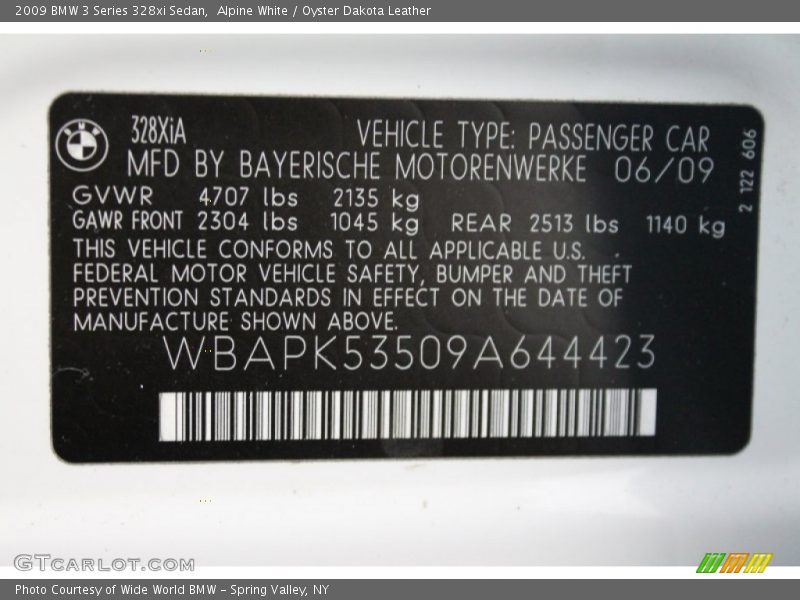 2009 BMW 3 Series 328xi Sedan,  Alpine White / Oyster Dakota Leather
BMW
328XiA
VEHICLE TYPE: PASSENGER CAR
MFD BY BAYERISCHE MOTORENWERKE 06/09
2 122 606
GVWR 4707 lbs 2135 kg
GAWR FRONT 2304 lbs 1045 kg REAR 2513 lbs 1140 kg
THIS VEHICLE CONFORMS TO ALL APPLICABLE U.S.
FEDERAL MOTOR VEHICLE SAFETY, BUMPER AND THEFT
PREVENTION STANDARDS IN EFFECT ON THE DATE OF
MANUFACTURE SHOWN ABOVE.
WBAPK53509A644423
GTCARLOT.COM
Photo Courtesy of Wide World BMW - Spring Valley, NY